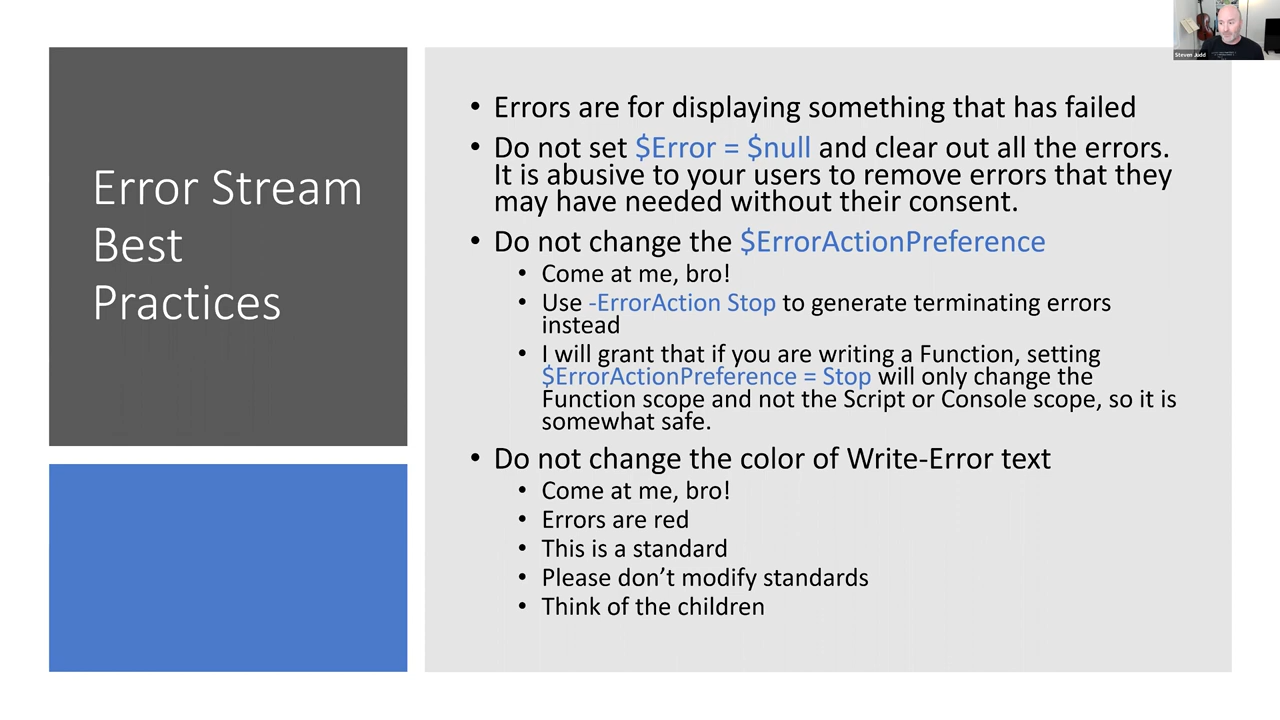 Steven Judd
Error Stream
Best
Practices
• Errors are for displaying something that has failed
• Do not set $Error = $null and clear out all the errors.
It is abusive to your users to remove errors that they
may have needed without their consent.
• Do not change the $ErrorActionPreference
• Come at me, bro!
• Use -ErrorAction Stop to generate terminating errors
instead
• I will grant that if you are writing a Function, setting
$ErrorActionPreference = Stop will only change the
Function scope and not the Script or Console scope, so it is
somewhat safe.
• Do not change the color of Write-Error text
• Come at me, bro!
• Errors are red
• This is a standard
• Please don’t modify standards
• Think of the children